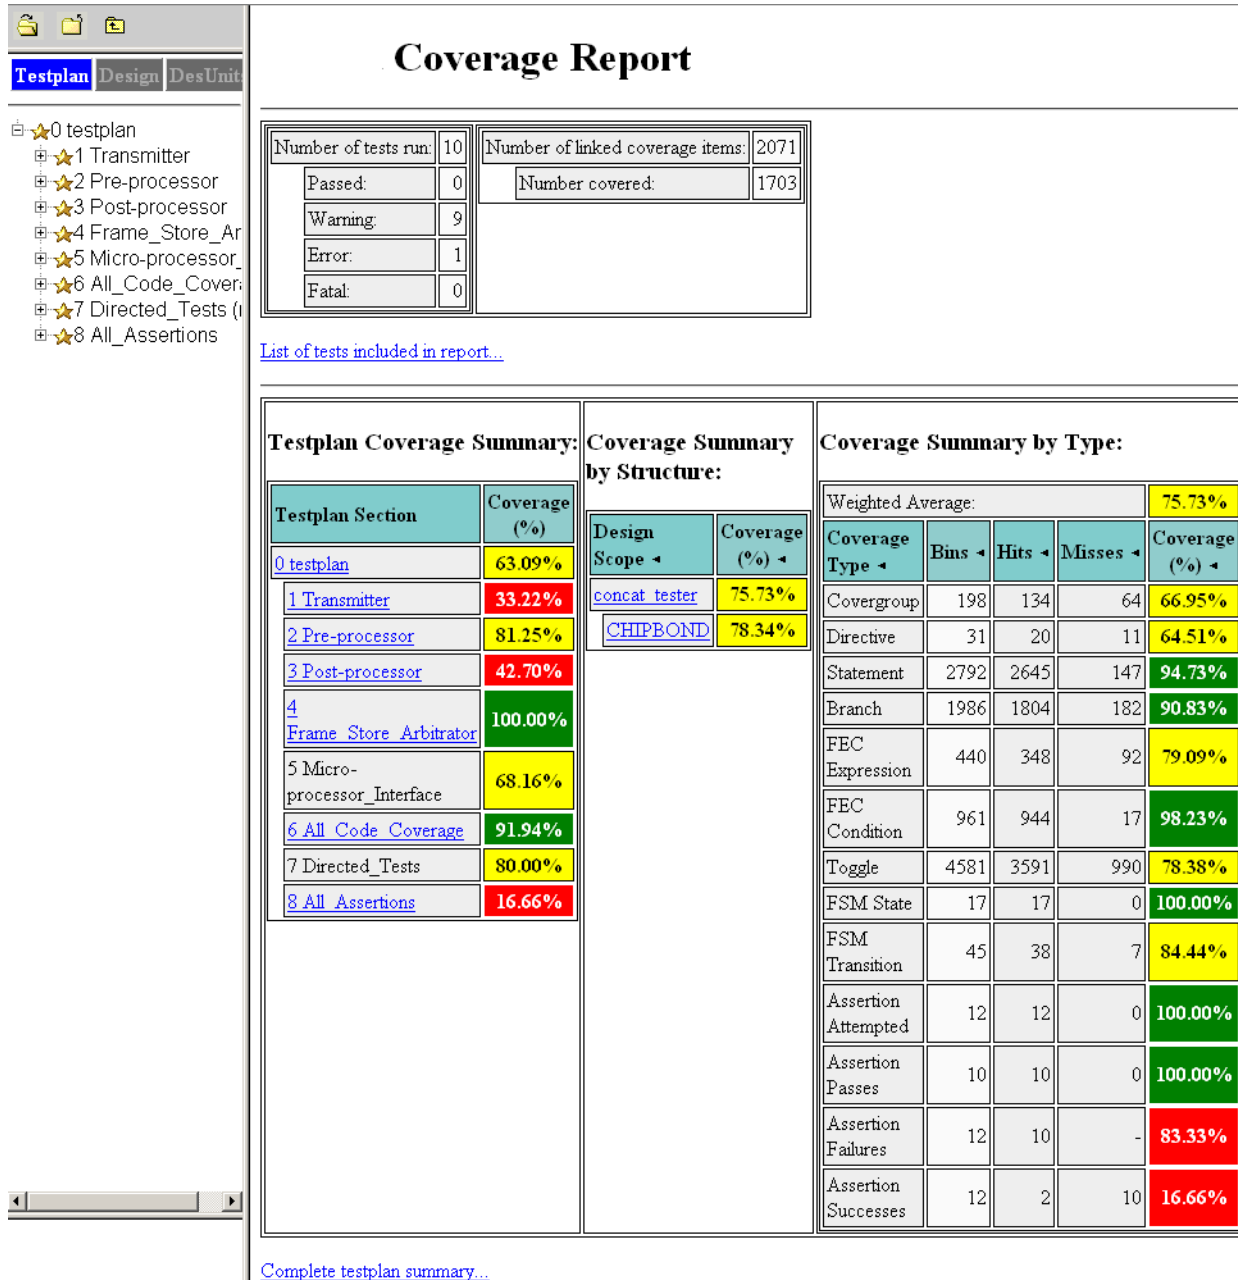 Coverage Report
Testplan Design DesUnits
0 testplan
1 Transmitter
2 Pre-processor
3 Post-processor
4 Frame_Store_Ar
5 Micro-processor_
6 All_Code_Cover
7 Directed_Tests (
8 All_Assertions
Number of tests run: 10
Passed: 0
Warning: 9
Error: 1
Fatal: 0
Number of linked coverage items: 2071
Number covered: 1703
List of tests included in report...
Testplan Coverage Summary:
Testplan Section Coverage (%)
0 testplan 63.09%
1 Transmitter 33.22%
2 Pre-processor 81.25%
3 Post-processor 42.70%
4
Frame_Store_Arbitrator 100.00%
5 Micro-
processor_Interface 68.16%
6 All_Code_Coverage 91.94%
7 Directed_Tests 80.00%
8 All_Assertions 16.66%
Coverage Summary
by Structure:
Design Scope Coverage (%)
concat_tester 75.73%
CHIPBOND 78.34%
Coverage Summary by Type:
Weighted Average: 75.73%
Coverage Type Bins Hits Misses Coverage (%)
Covergroup 198 134 64 66.95%
Directive 31 20 11 64.51%
Statement 2792 2645 147 94.73%
Branch 1986 1804 182 90.83%
FEC
Expression 440 348 92 79.09%
FEC
Condition 961 944 17 98.23%
Toggle 4581 3591 990 78.38%
FSM State 17 17 0 100.00%
FSM
Transition 45 38 7 84.44%
Assertion
Attempted 12 12 0 100.00%
Assertion
Passes 10 10 0 100.00%
Assertion
Failures 12 10 - 83.33%
Assertion
Successes 12 2 10 16.66%
Complete testplan summary...